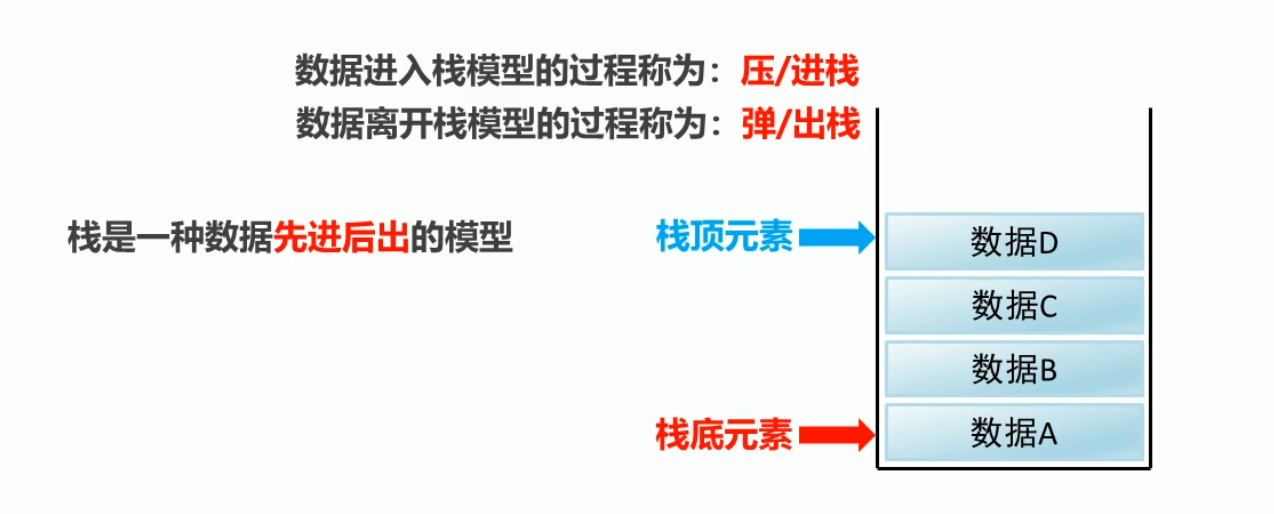 数据进入栈模型的过程称为：压/进栈
数据离开栈模型的过程称为：弹/出栈
栈是一种数据先进后出的模型
栈顶元素
数据D
数据C
数据B
栈底元素
数据A